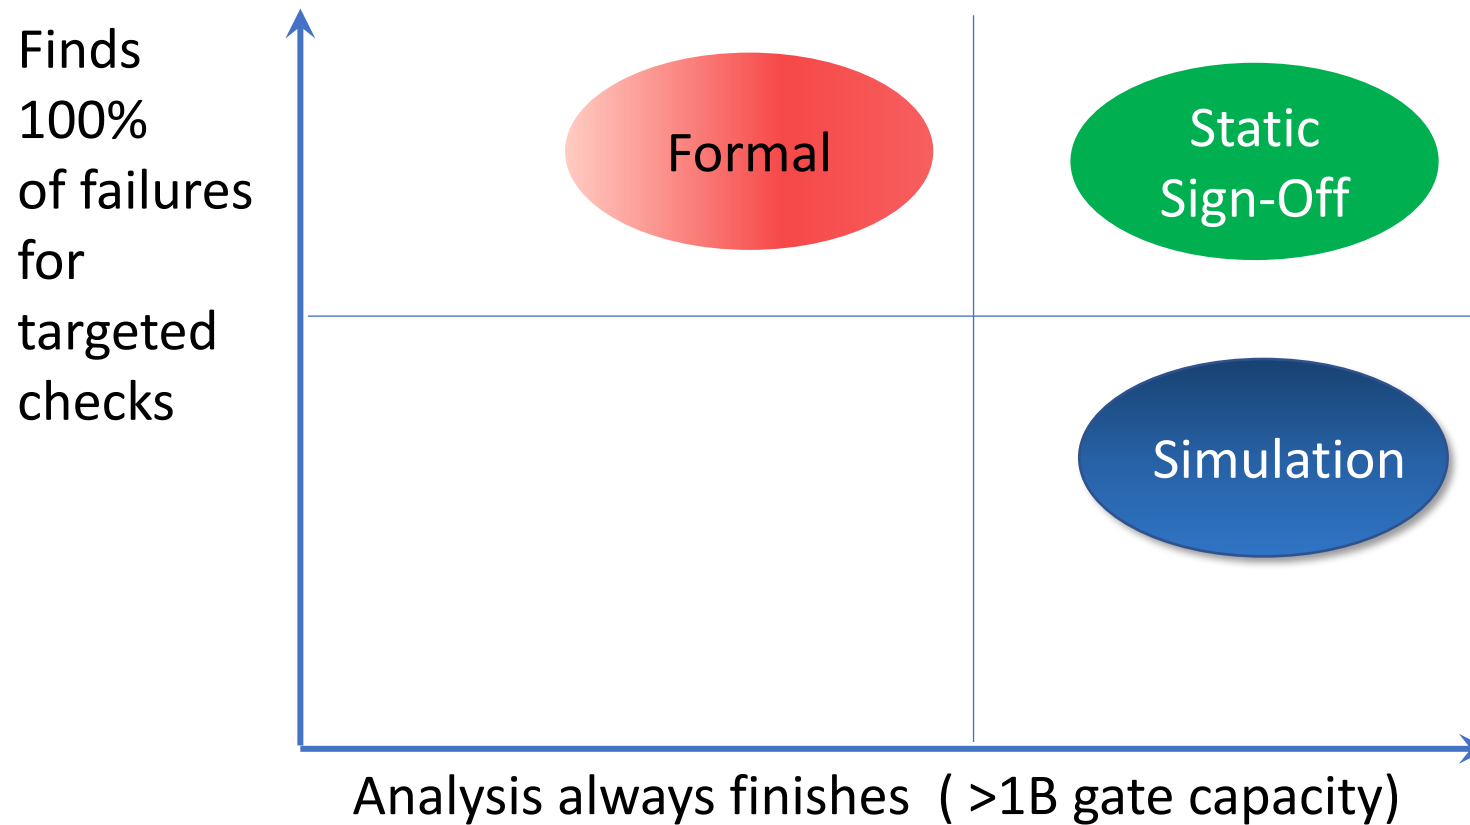 Finds
100%
of failures
for
targeted
checks
Formal
Static
Sign-Off
Simulation
Analysis always finishes  ( >1B gate capacity)